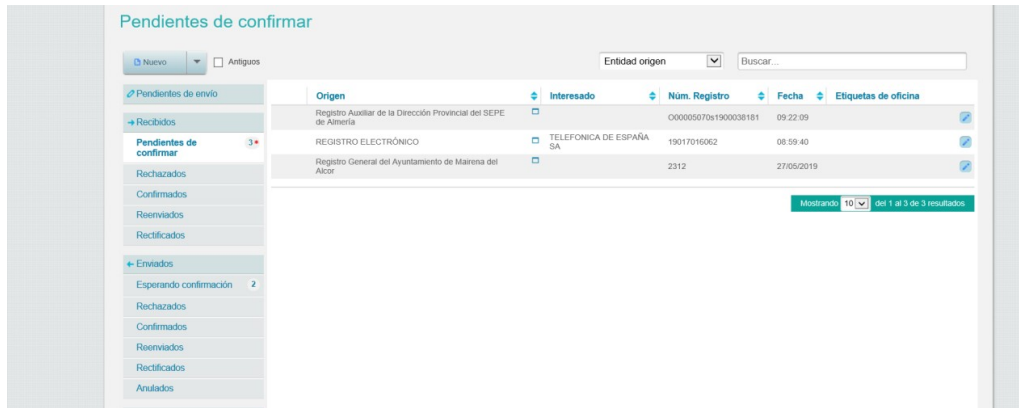 Pendientes de confirmar
Nuevo
Antiguos
Entidad origen
Buscar...
Pendientes de envío
Recibidos
Pendientes de confirmar 3
Rechazados
Confirmados
Reenviados
Rectificados
Enviados
Esperando confirmación 2
Rechazados
Confirmados
Reenviados
Rectificados
Anulados
Origen Interesado Núm. Registro Fecha Etiquetas de oficina
Registro Auxiliar de la Dirección Provincial del SEPE
de Almería
O00005070s1900038181 09:22:09
REGISTRO ELECTRÓNICO
TELEFONICA DE ESPAÑA
SA
19017016062 08:59:40
Registro General del Ayuntamiento de Mairena del
Alcor
2312 27/05/2019
Mostrando 10 del 1 al 3 de 3 resultados